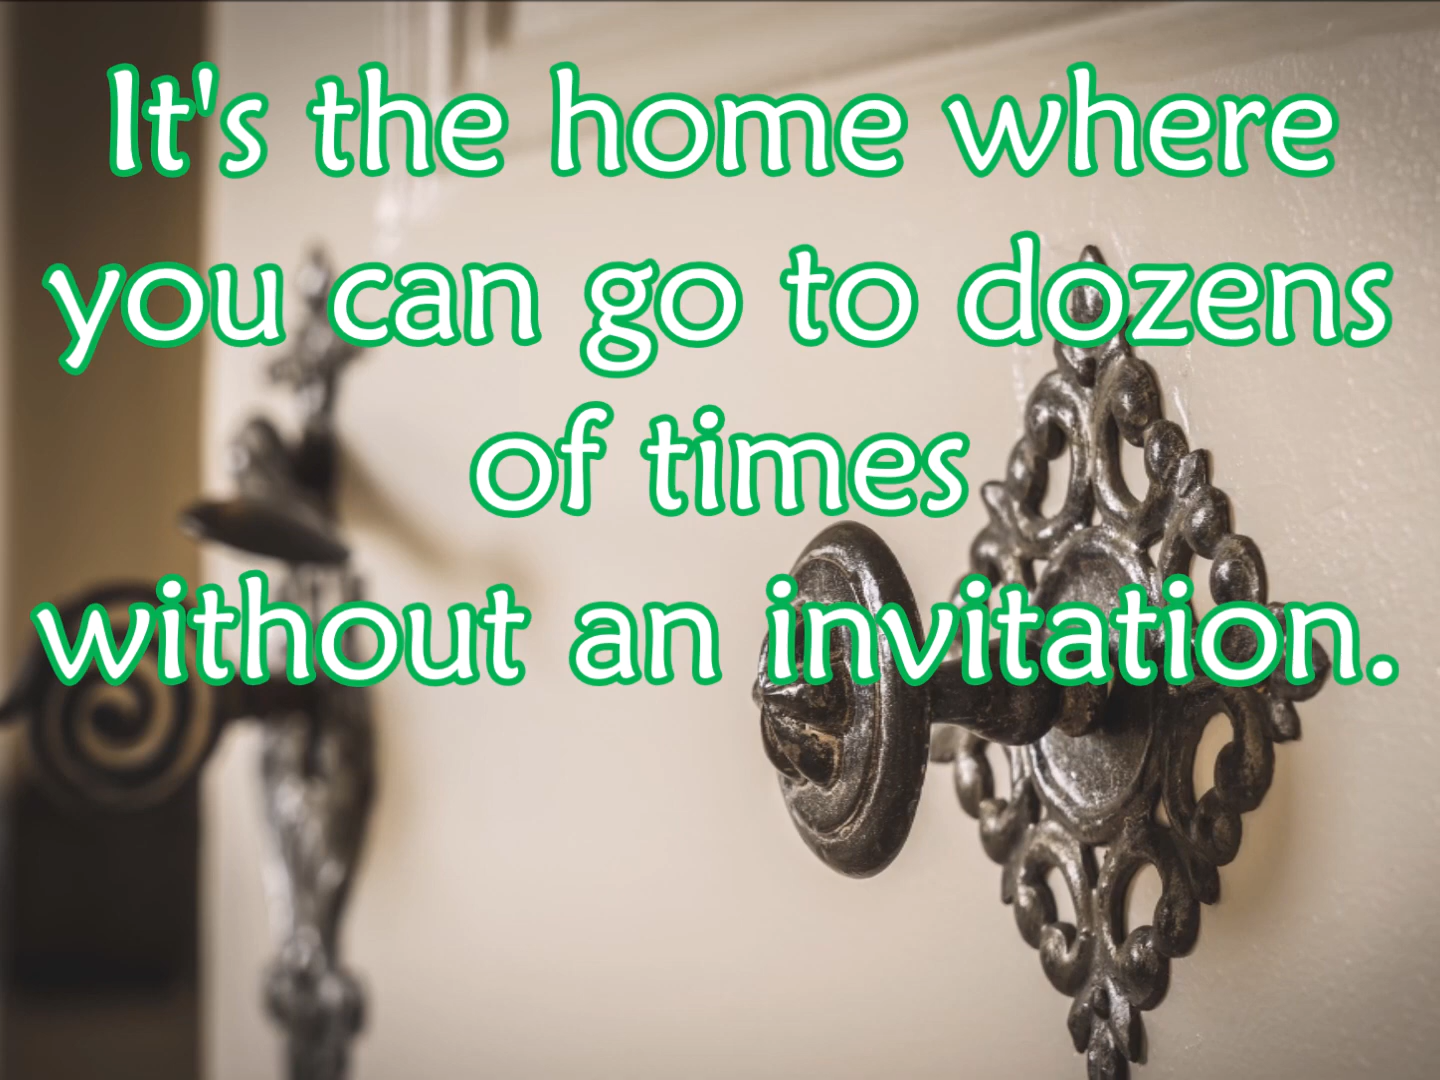 It's the home where
you can go to dozens
of times
without an invitation.